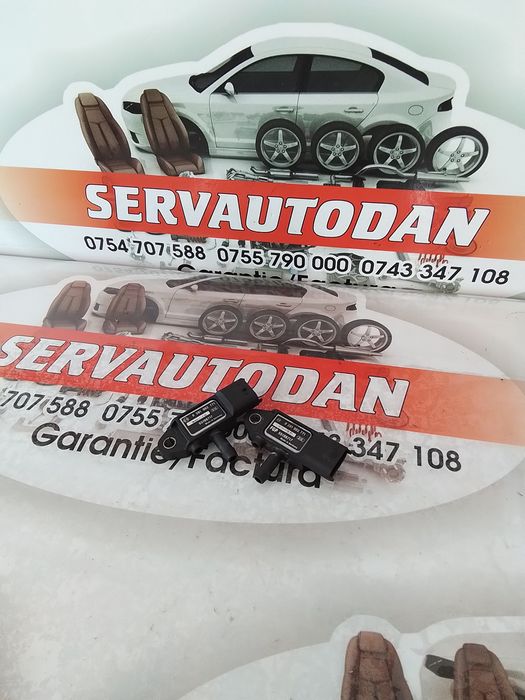 SERVAUTODAN
0754 707 588 0755 790 000 0743 347 108
Garantie/Factura
SERVAUTODAN
707 588 0755 7
347 108
Garantie/Factura